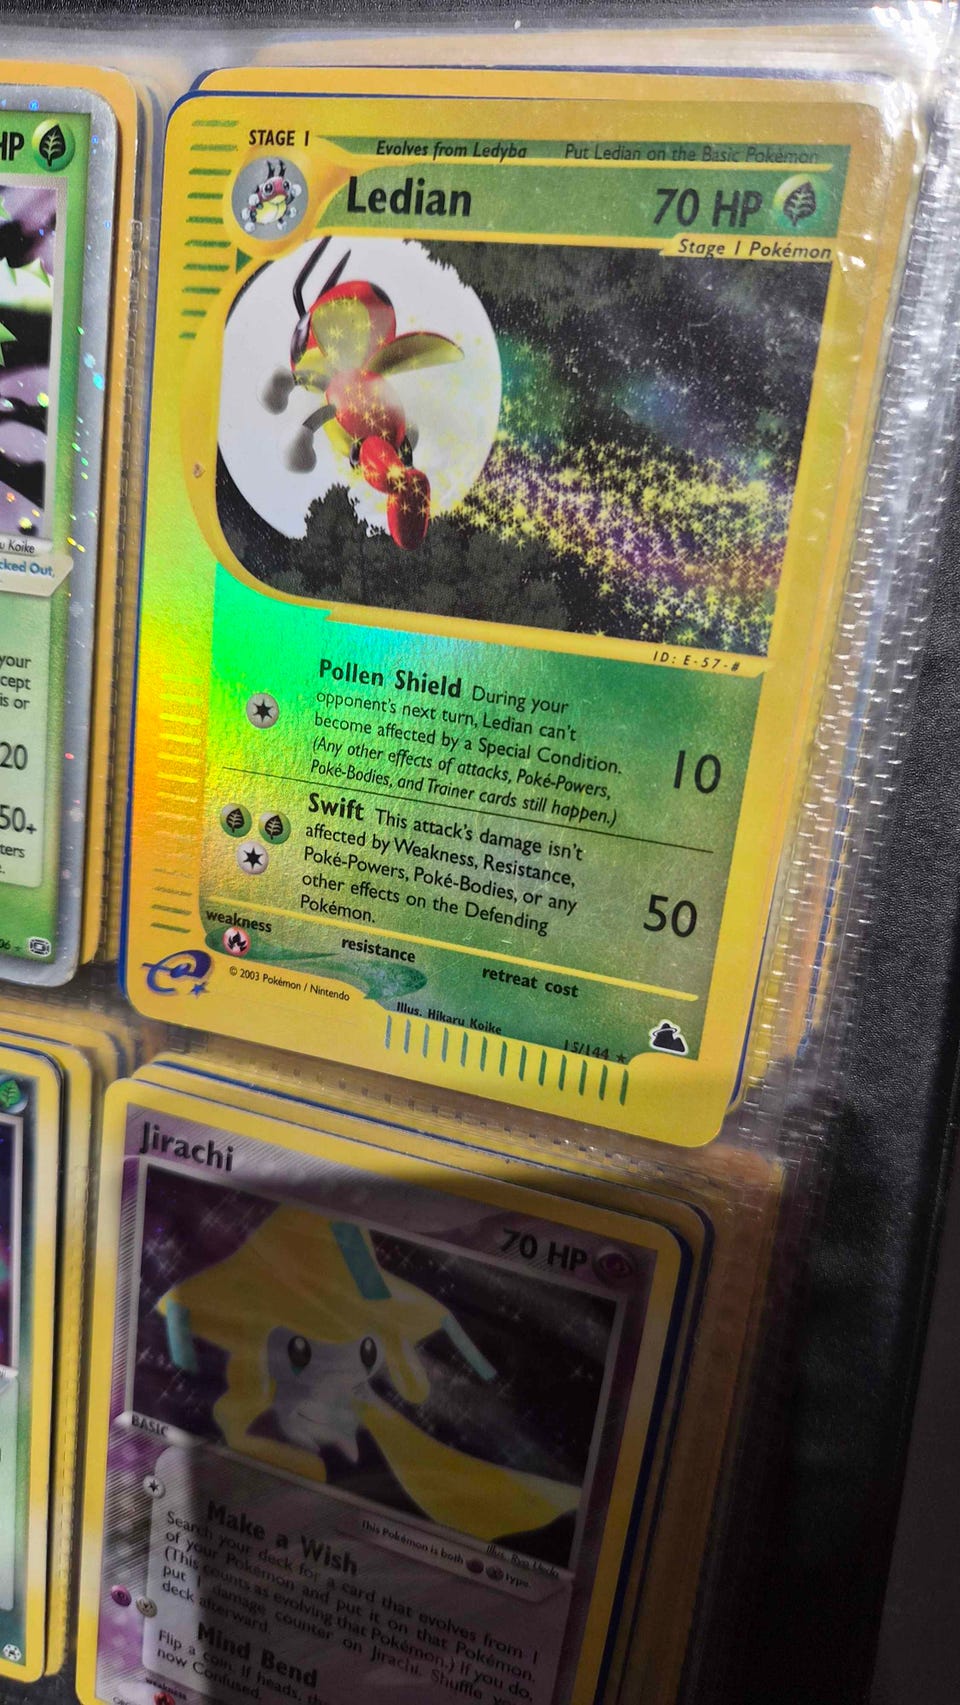 HP
u Koike
cked Out,
your
cept
is or
20
50+
ters
06
STAGE 1
Evolves from Ledyba
Put Ledian on the Basic Pokémon
Ledian
70 HP
Stage 1 Pokémon
ID: E-57-#
Pollen Shield During your
opponent's next turn, Ledian can't
become affected by a Special Condition.
(Any other effects of attacks, Poké-Powers,
Poké-Bodies, and Trainer cards still happen.)
10
Swift This attack's damage isn't
affected by Weakness, Resistance,
Poké-Powers, Poké-Bodies, or any
other effects on the Defending
Pokémon.
50
weakness
resistance
retreat cost
e
© 2003 Pokémon / Nintendo
Illus. Hikaru Koike
15/144 ★
Jirachi
70 HP
BASIC
Illus. Ryo Ueda
This Pokémon is both type.
Make a Wish
Search your deck for a card that evolves from 1
of your Pokémon and put it on that Pokémon.
(This counts as evolving that Pokémon.) If you do,
put 1 damage counter on Jirachi. Shuffle
deck afterward.
Mind Bend
Flip a coin. If heads,
now Confused.
weakness